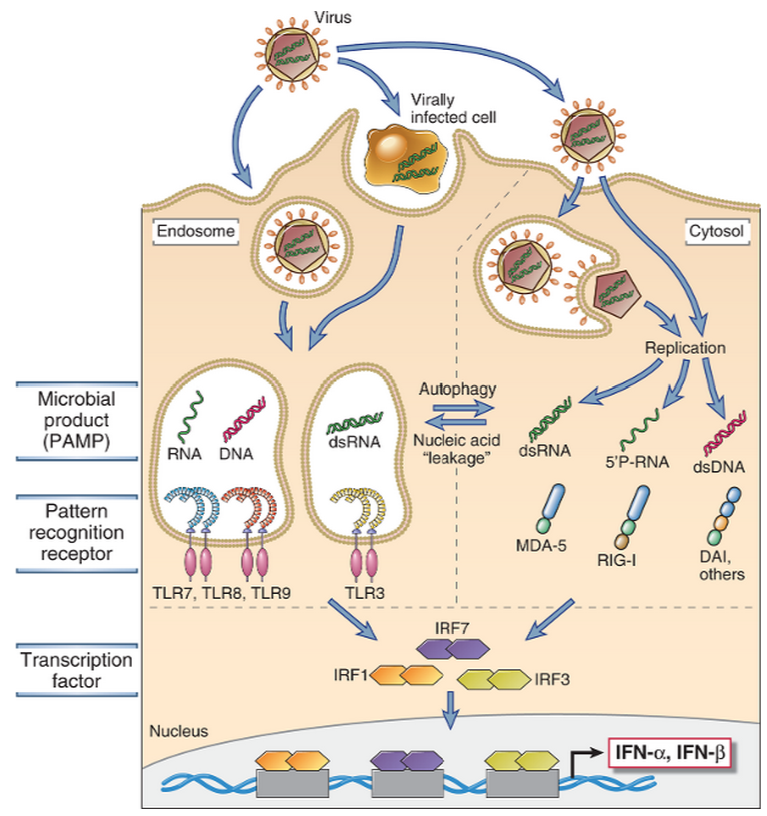 Virus
Virally
infected cell
Endosome
Cytosol
Replication
Microbial
product
(PAMP)
Autophagy
Nucleic acid
“leakage”
RNA
DNA
dsRNA
dsRNA
5'P-RNA
dsDNA
Pattern
recognition
receptor
MDA-5
RIG-I
DAI,
others
TLR7, TLR8, TLR9
TLR3
Transcription
factor
IRF7
IRF1
IRF3
Nucleus
IFN-α, IFN-β